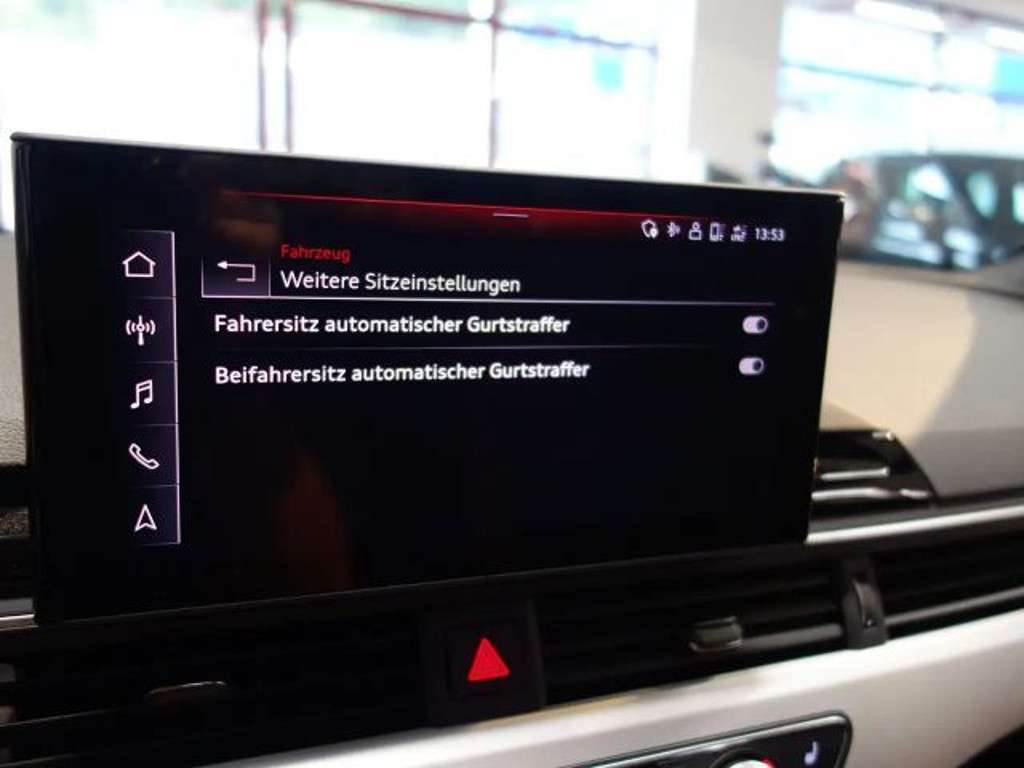 13:53
Fahrzeug
Weitere Sitzeinstellungen
Fahrersitz automatischer Gurtstraffer
Beifahrersitz automatischer Gurtstraffer